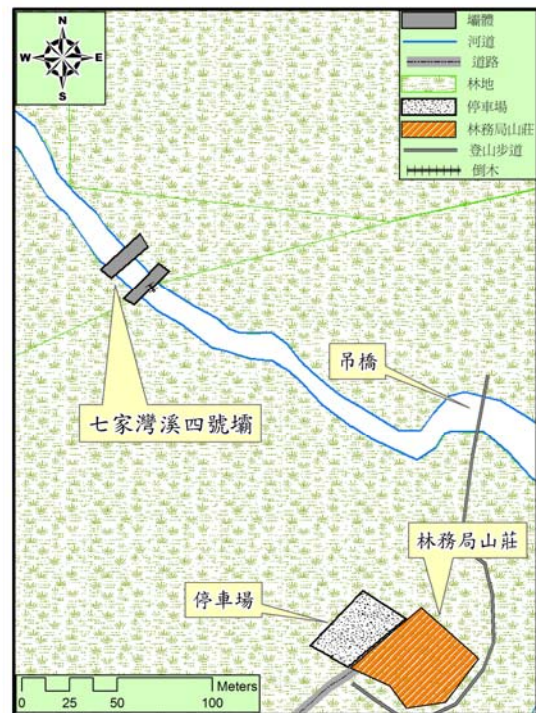 N
W E
S
壩體
河道
道路
林地
停車場
林務局山莊
登山步道
倒木
吊橋
七家灣溪四號壩
林務局山莊
停車場
Meters
0 25 50 100